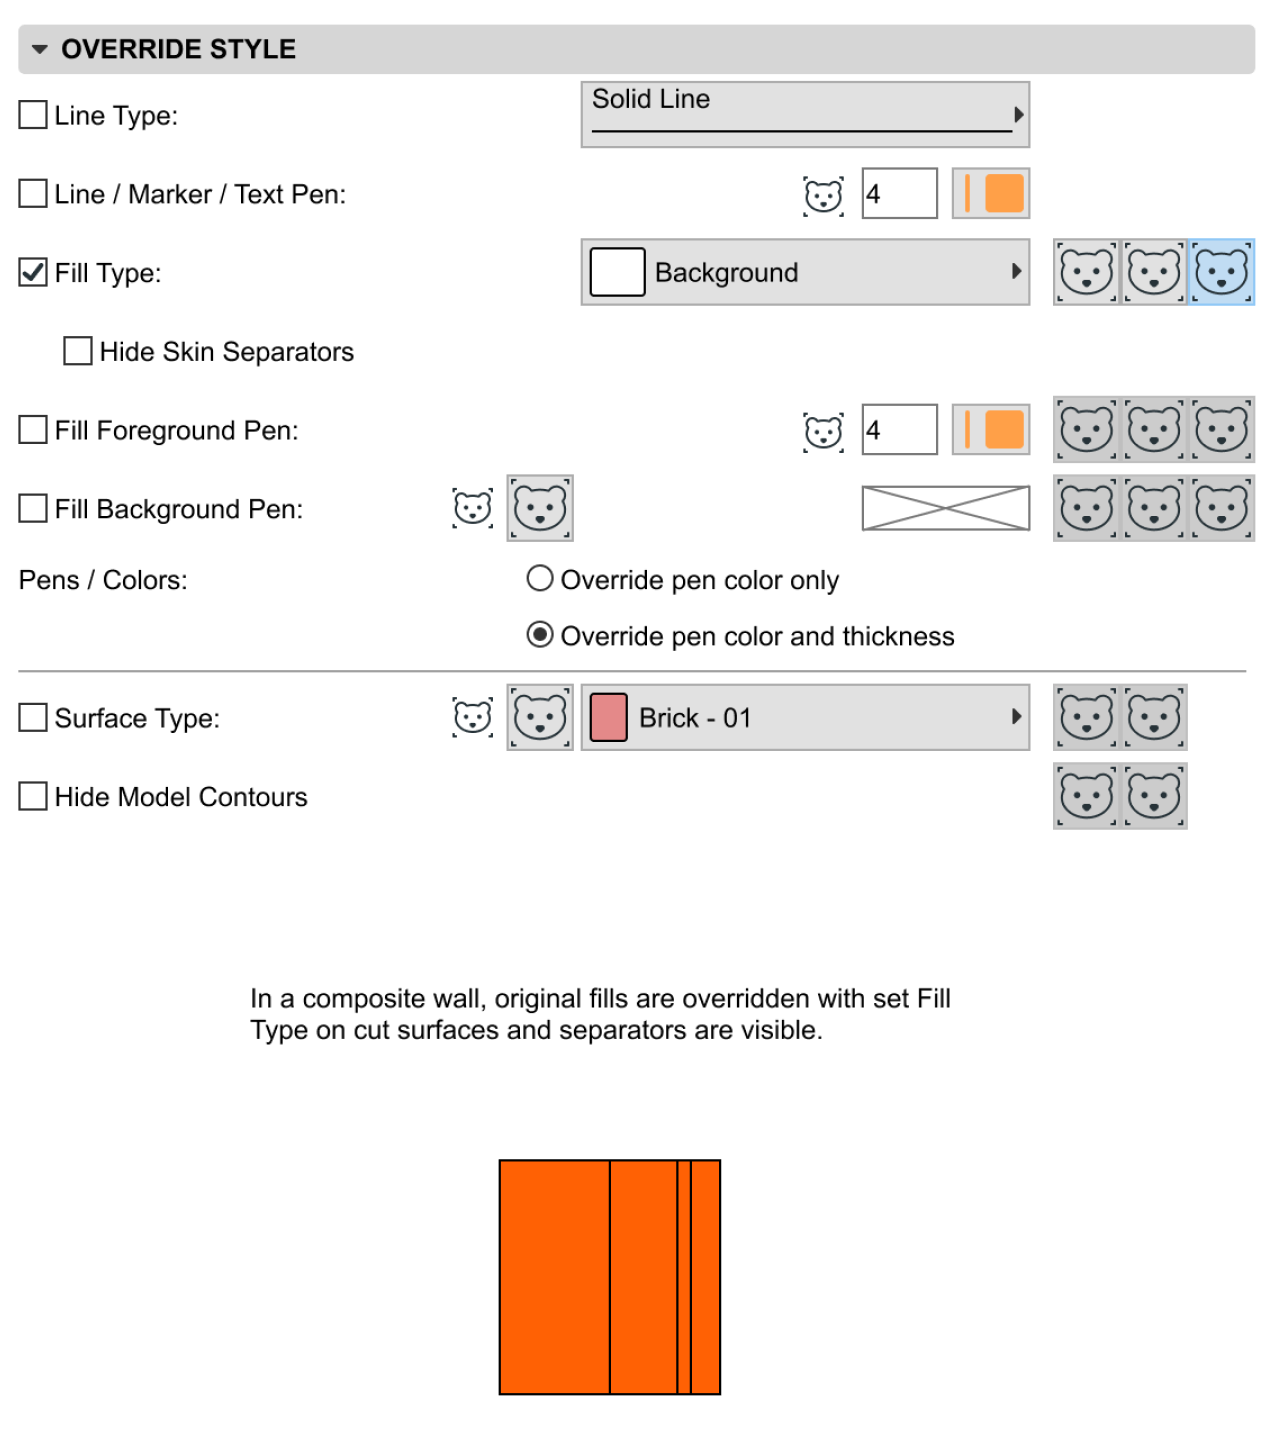 OVERRIDE STYLE
Line Type:
Solid Line
Line / Marker / Text Pen:
4
Fill Type:
Background
Hide Skin Separators
Fill Foreground Pen:
4
Fill Background Pen:
Pens / Colors:
Override pen color only
Override pen color and thickness
Surface Type:
Brick - 01
Hide Model Contours
In a composite wall, original fills are overridden with set Fill
Type on cut surfaces and separators are visible.